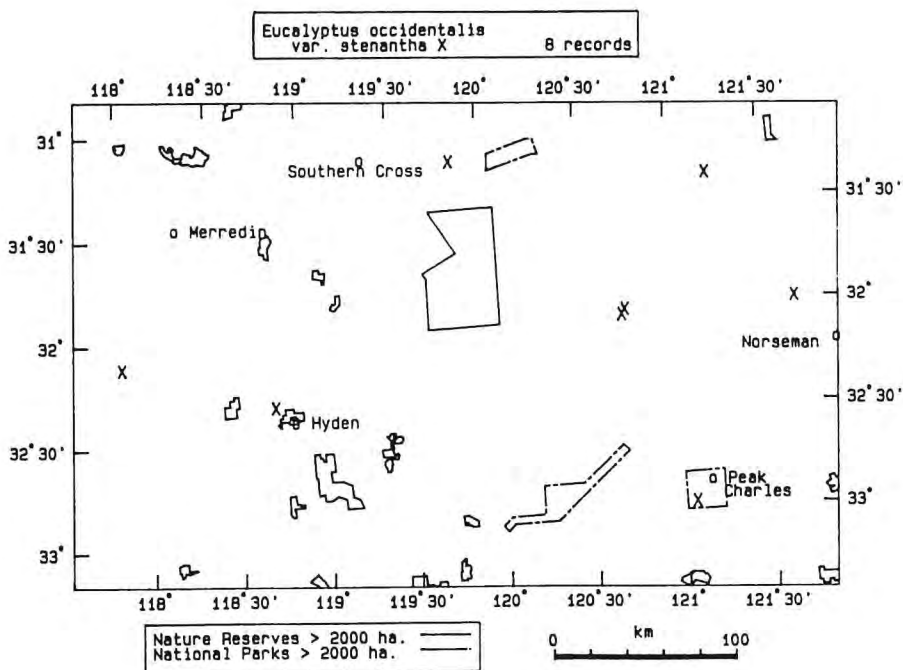 Eucalyptus occidentalis
var. stenantha X 8 records
118° 118°30' 119° 119°30' 120° 120°30' 121° 121°30'
31°
Southern Cross X X
31°30'
Merredin
31°30'
X
32°
X
X
Norseman
32°
X
32°30'
X
Hyden
32°30'
Peak
Charles
X
33°
33°
118° 118°30' 119° 119°30' 120° 120°30' 121° 121°30'
Nature Reserves > 2000 ha.
National Parks > 2000 ha.
km
0 100